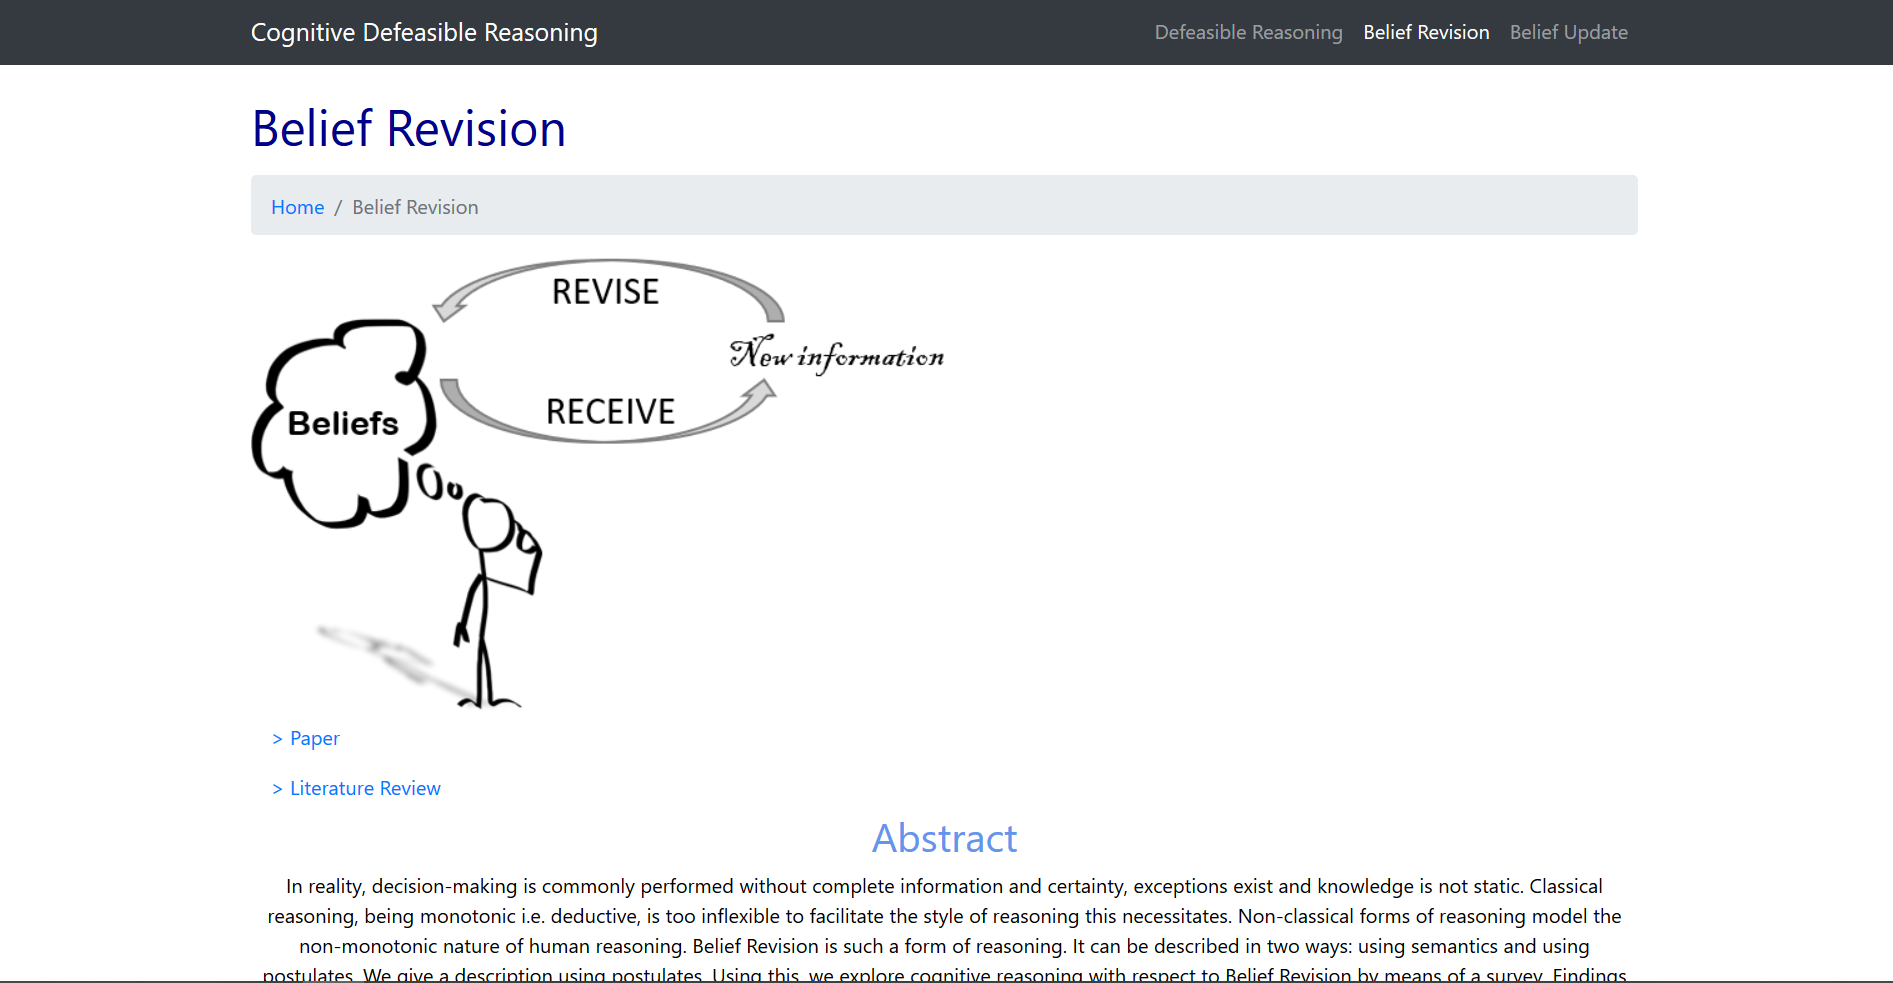 Cognitive Defeasible Reasoning
Defeasible Reasoning Belief Revision Belief Update
Belief Revision
Home / Belief Revision
REVISE
New information
RECEIVE
Beliefs
> Paper
> Literature Review
Abstract
In reality, decision-making is commonly performed without complete information and certainty, exceptions exist and knowledge is not static. Classical
reasoning, being monotonic i.e. deductive, is too inflexible to facilitate the style of reasoning this necessitates. Non-classical forms of reasoning model the
non-monotonic nature of human reasoning. Belief Revision is such a form of reasoning. It can be described in two ways: using semantics and using
postulates. We give a description using postulates. Using this, we explore cognitive reasoning with respect to Belief Revision by means of a survey. Findings